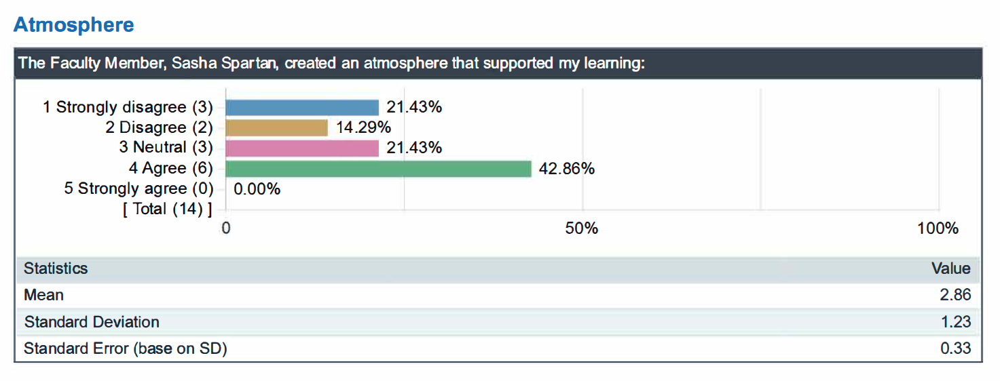 Atmosphere
The Faculty Member, Sasha Spartan, created an atmosphere that supported my learning:
1 Strongly disagree (3) 21.43%
2 Disagree (2) 14.29%
3 Neutral (3) 21.43%
4 Agree (6) 42.86%
5 Strongly agree (0) 0.00%
[ Total (14) ]
0 50% 100%
Statistics Value
Mean 2.86
Standard Deviation 1.23
Standard Error (base on SD) 0.33